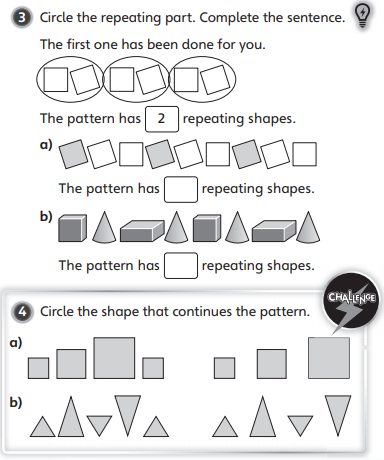 3 Circle the repeating part. Complete the sentence.
The first one has been done for you.
The pattern has 2 repeating shapes.
a)
The pattern has repeating shapes.
b)
The pattern has repeating shapes.
CHALLENGE
4 Circle the shape that continues the pattern.
a)
b)